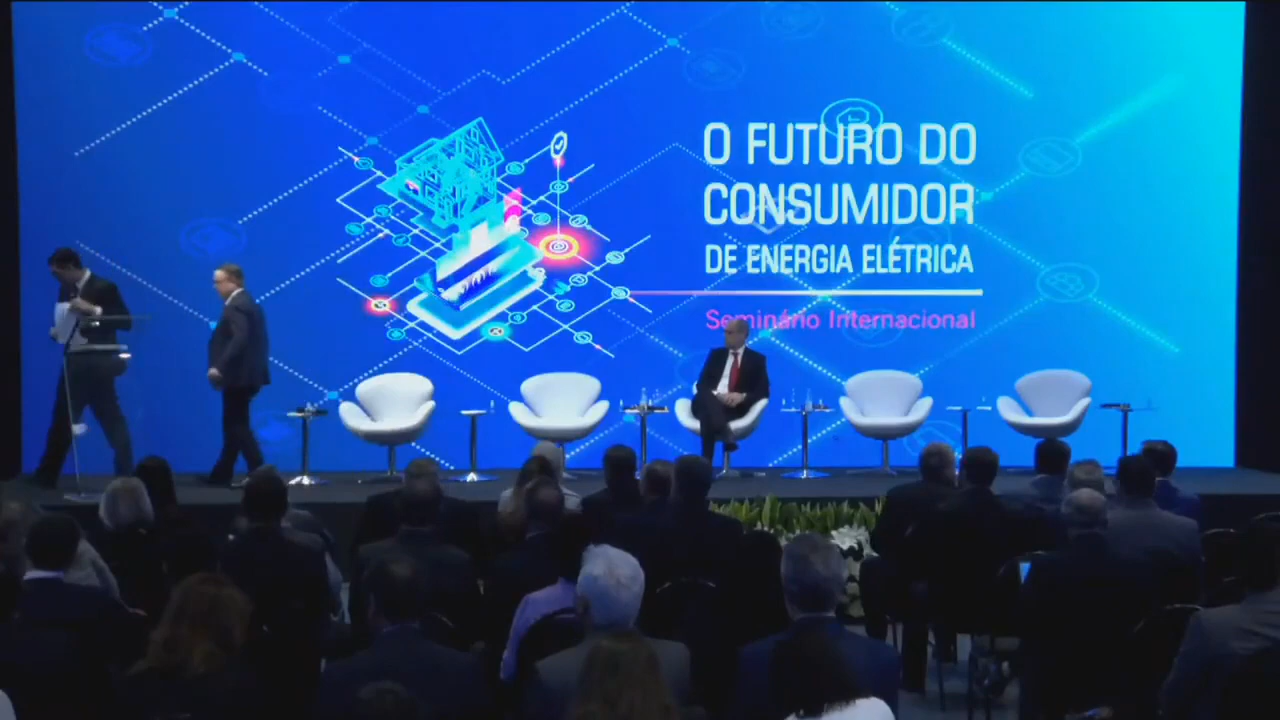 O FUTURO DO
CONSUMIDOR
DE ENERGIA ELÉTRICA
Seminário Internacional